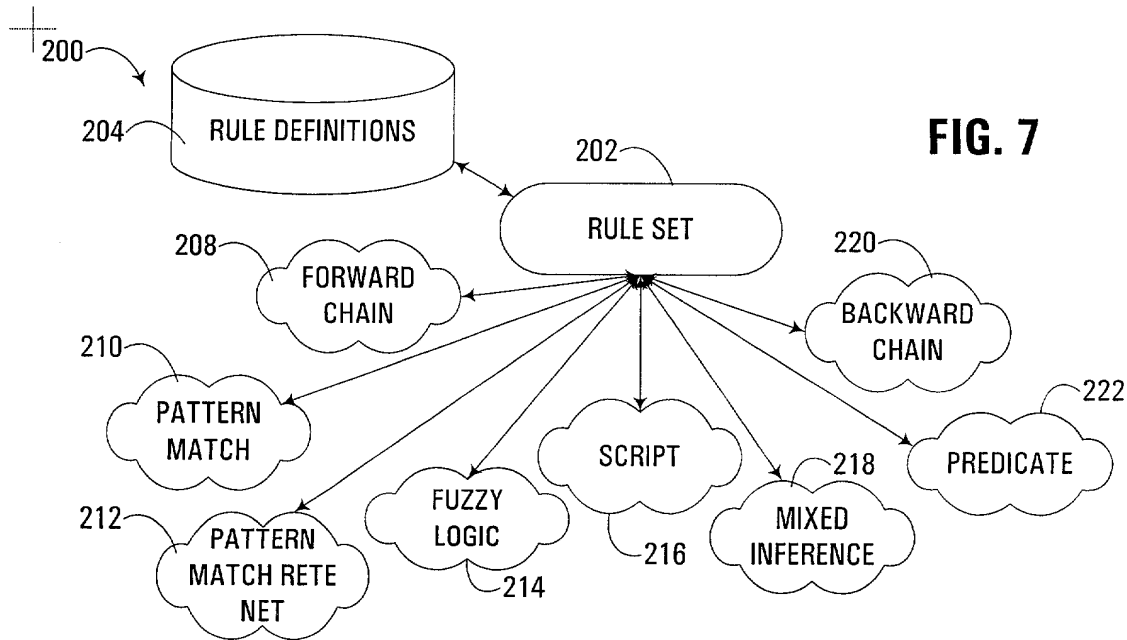 200
204
RULE DEFINITIONS
FIG. 7
202
RULE SET
208
FORWARD
CHAIN
220
BACKWARD
CHAIN
210
PATTERN
MATCH
222
PREDICATE
SCRIPT
216
218
MIXED
INFERENCE
FUZZY
LOGIC
214
212
PATTERN
MATCH RETE
NET